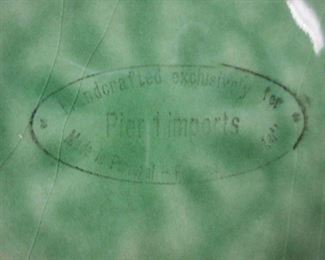 Handcrafted exclusively for
Pier 1 imports
Made in Portugal -